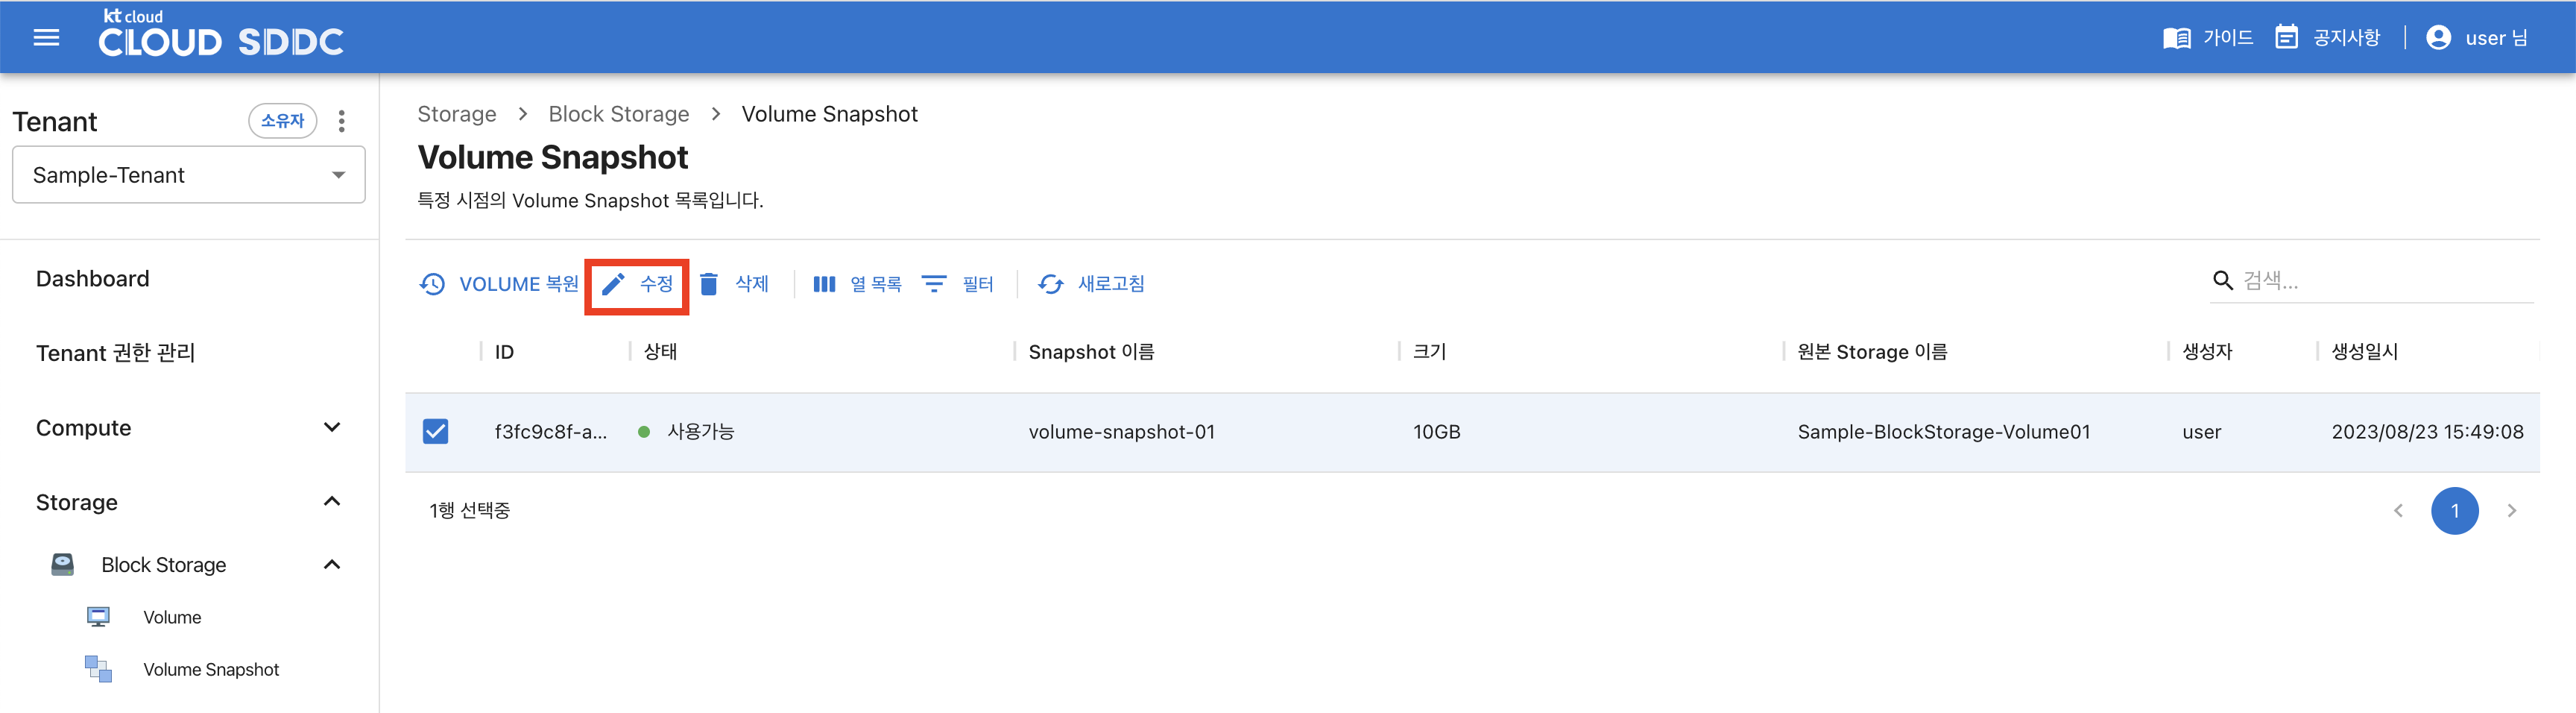 kt cloud
CLOUD SDDC
가이드
공지사항
user 님
Tenant
소유자
Sample-Tenant
Dashboard
Tenant 권한 관리
Compute
Storage
Block Storage
Volume
Volume Snapshot
Storage > Block Storage > Volume Snapshot
Volume Snapshot
특정 시점의 Volume Snapshot 목록입니다.
VOLUME 복원 수정 삭제 열 목록 필터 새로고침
검색...
ID 상태 Snapshot 이름 크기 원본 Storage 이름 생성자 생성일시
f3fc9c8f-a... 사용가능 volume-snapshot-01 10GB Sample-BlockStorage-Volume01 user 2023/08/23 15:49:08
1행 선택중
1